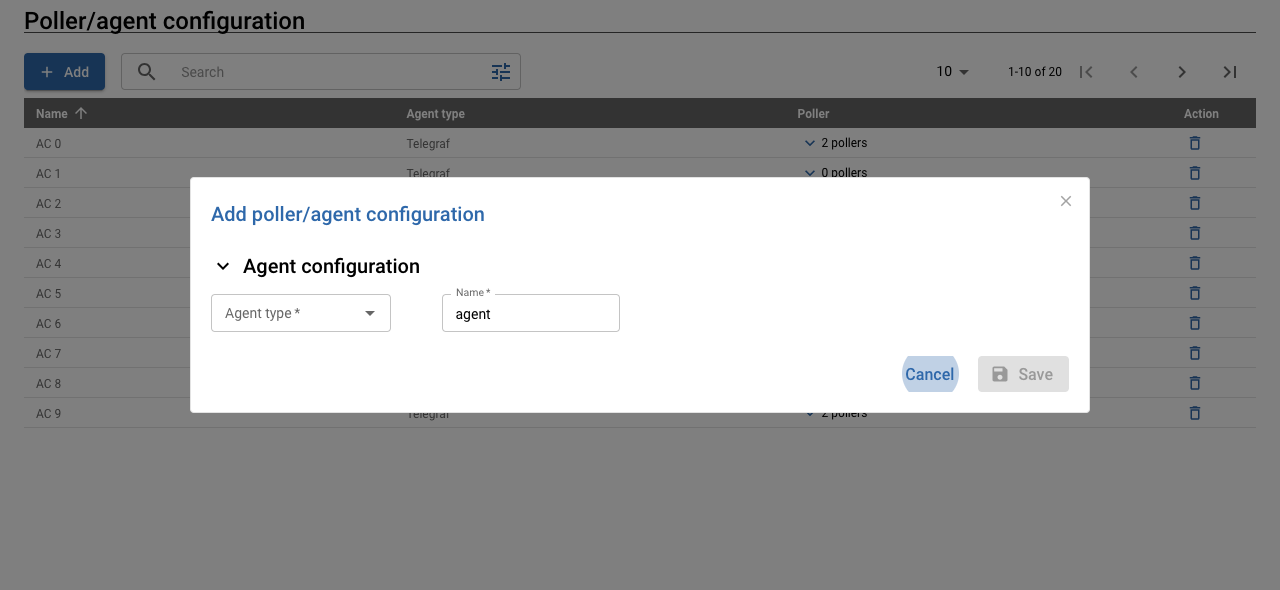 Poller/agent configuration
Add
Search
10
1-10 of 20
Name Agent type Poller Action
AC 0 Telegraf 2 pollers
AC 1 Telegraf 0 pollers
AC 2
AC 3
AC 4
AC 5
AC 6
AC 7
AC 8
AC 9 Telegraf 2 pollers
Add poller/agent configuration
Agent configuration
Agent type *
Name *
agent
Cancel
Save